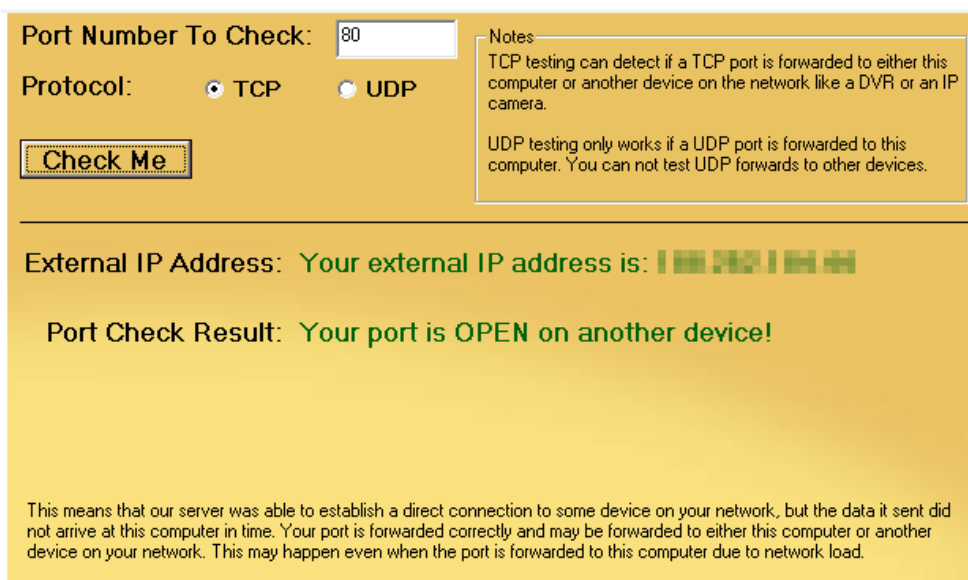 Port Number To Check: 80
Notes
TCP testing can detect if a TCP port is forwarded to either this
computer or another device on the network like a DVR or an IP
camera.
Protocol: TCP UDP
UDP testing only works if a UDP port is forwarded to this
computer. You can not test UDP forwards to other devices.
Check Me
External IP Address: Your external IP address is:
Port Check Result: Your port is OPEN on another device!
This means that our server was able to establish a direct connection to some device on your network, but the data it sent did
not arrive at this computer in time. Your port is forwarded correctly and may be forwarded to either this computer or another
device on your network. This may happen even when the port is forwarded to this computer due to network load.